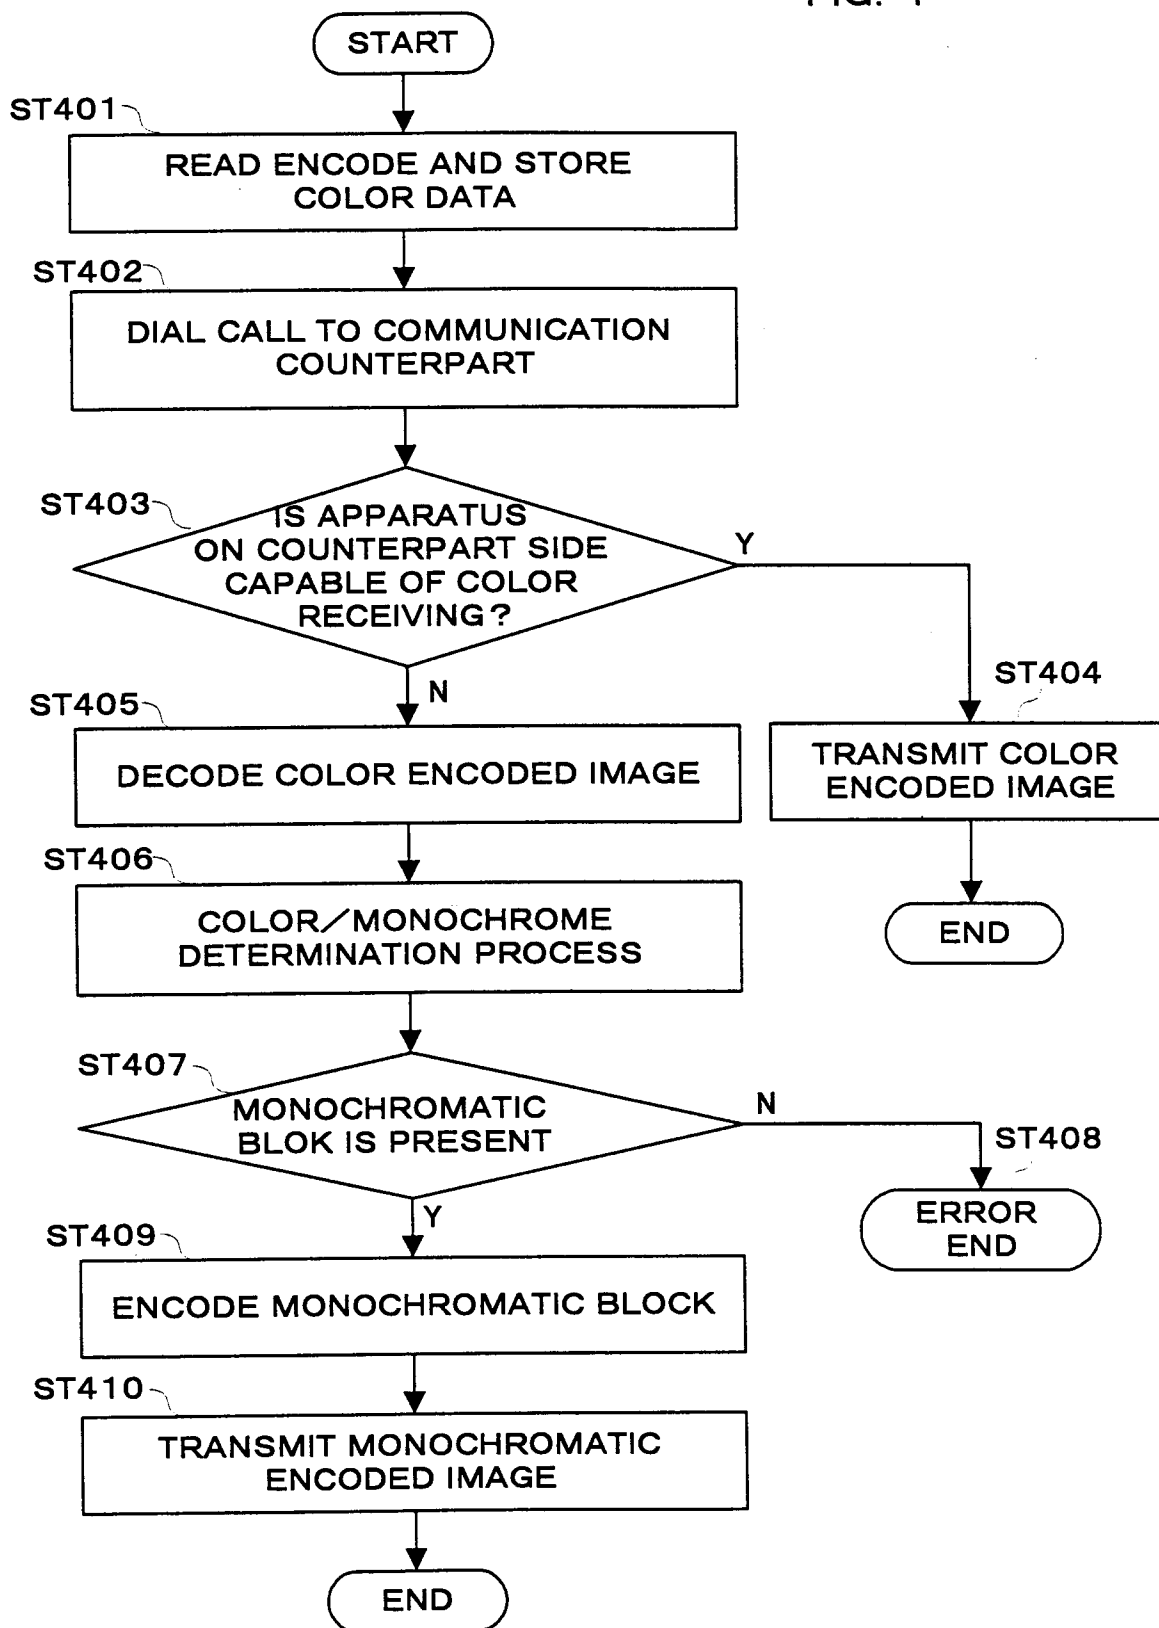 START
ST401
READ ENCODE AND STORE
COLOR DATA
ST402
DIAL CALL TO COMMUNICATION
COUNTERPART
ST403
IS APPARATUS
ON COUNTERPART SIDE
CAPABLE OF COLOR
RECEIVING?
Y
N
ST404
TRANSMIT COLOR
ENCODED IMAGE
END
ST405
DECODE COLOR ENCODED IMAGE
ST406
COLOR/MONOCHROME
DETERMINATION PROCESS
ST407
MONOCHROMATIC
BLOK IS PRESENT
N
ST408
ERROR
END
Y
ST409
ENCODE MONOCHROMATIC BLOCK
ST410
TRANSMIT MONOCHROMATIC
ENCODED IMAGE
END